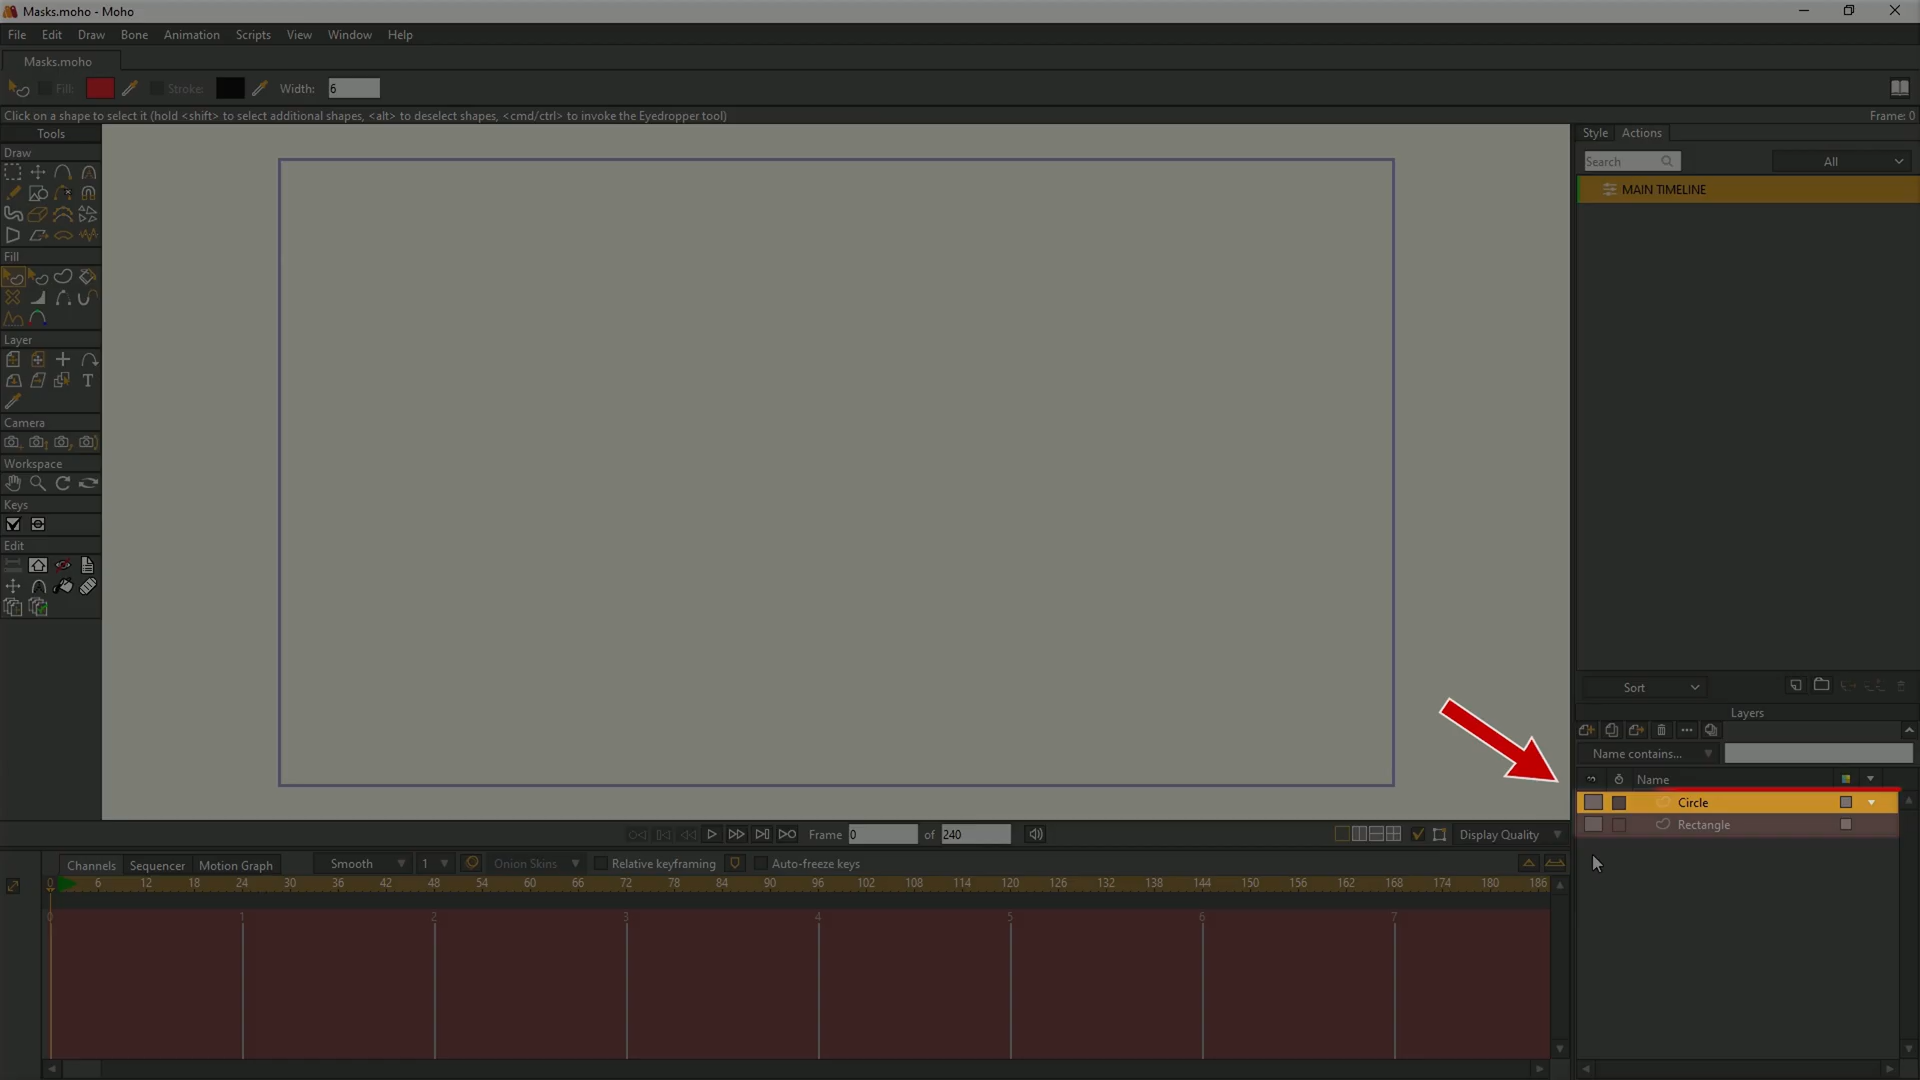 Masks.moho - Moho
File Edit Draw Bone Animation Scripts View Window Help
Masks.moho
Fill: Stroke: Width: 6
Click on a shape to select it (hold <shift> to select additional shapes, <alt> to deselect shapes, <cmd/ctrl> to invoke the Eyedropper tool) Frame: 0
Tools
Draw
Fill
Layer
Camera
Workspace
Keys
Edit
Style Actions
Search All
MAIN TIMELINE
Sort
Layers
Name contains...
Name
Circle
Rectangle
Frame 0 of 240 Display Quality
Channels Sequencer Motion Graph Smooth 1 Onion Skins Relative keyframing Auto-freeze keys
0 6 12 18 24 30 36 42 48 54 60 66 72 78 84 90 96 102 108 114 120 126 132 138 144 150 156 162 168 174 180 186
0 1 2 3 4 5 6 7